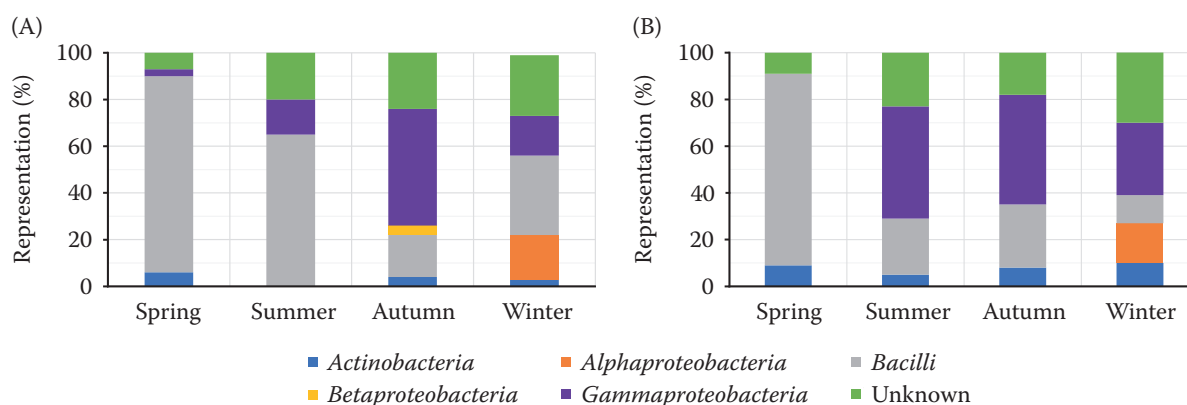 (A)
Representation (%)
100
80
60
40
20
0
Spring Summer Autumn Winter
(B)
Representation (%)
100
80
60
40
20
0
Spring Summer Autumn Winter
Actinobacteria Alphaproteobacteria Bacilli
Betaproteobacteria Gammaproteobacteria Unknown